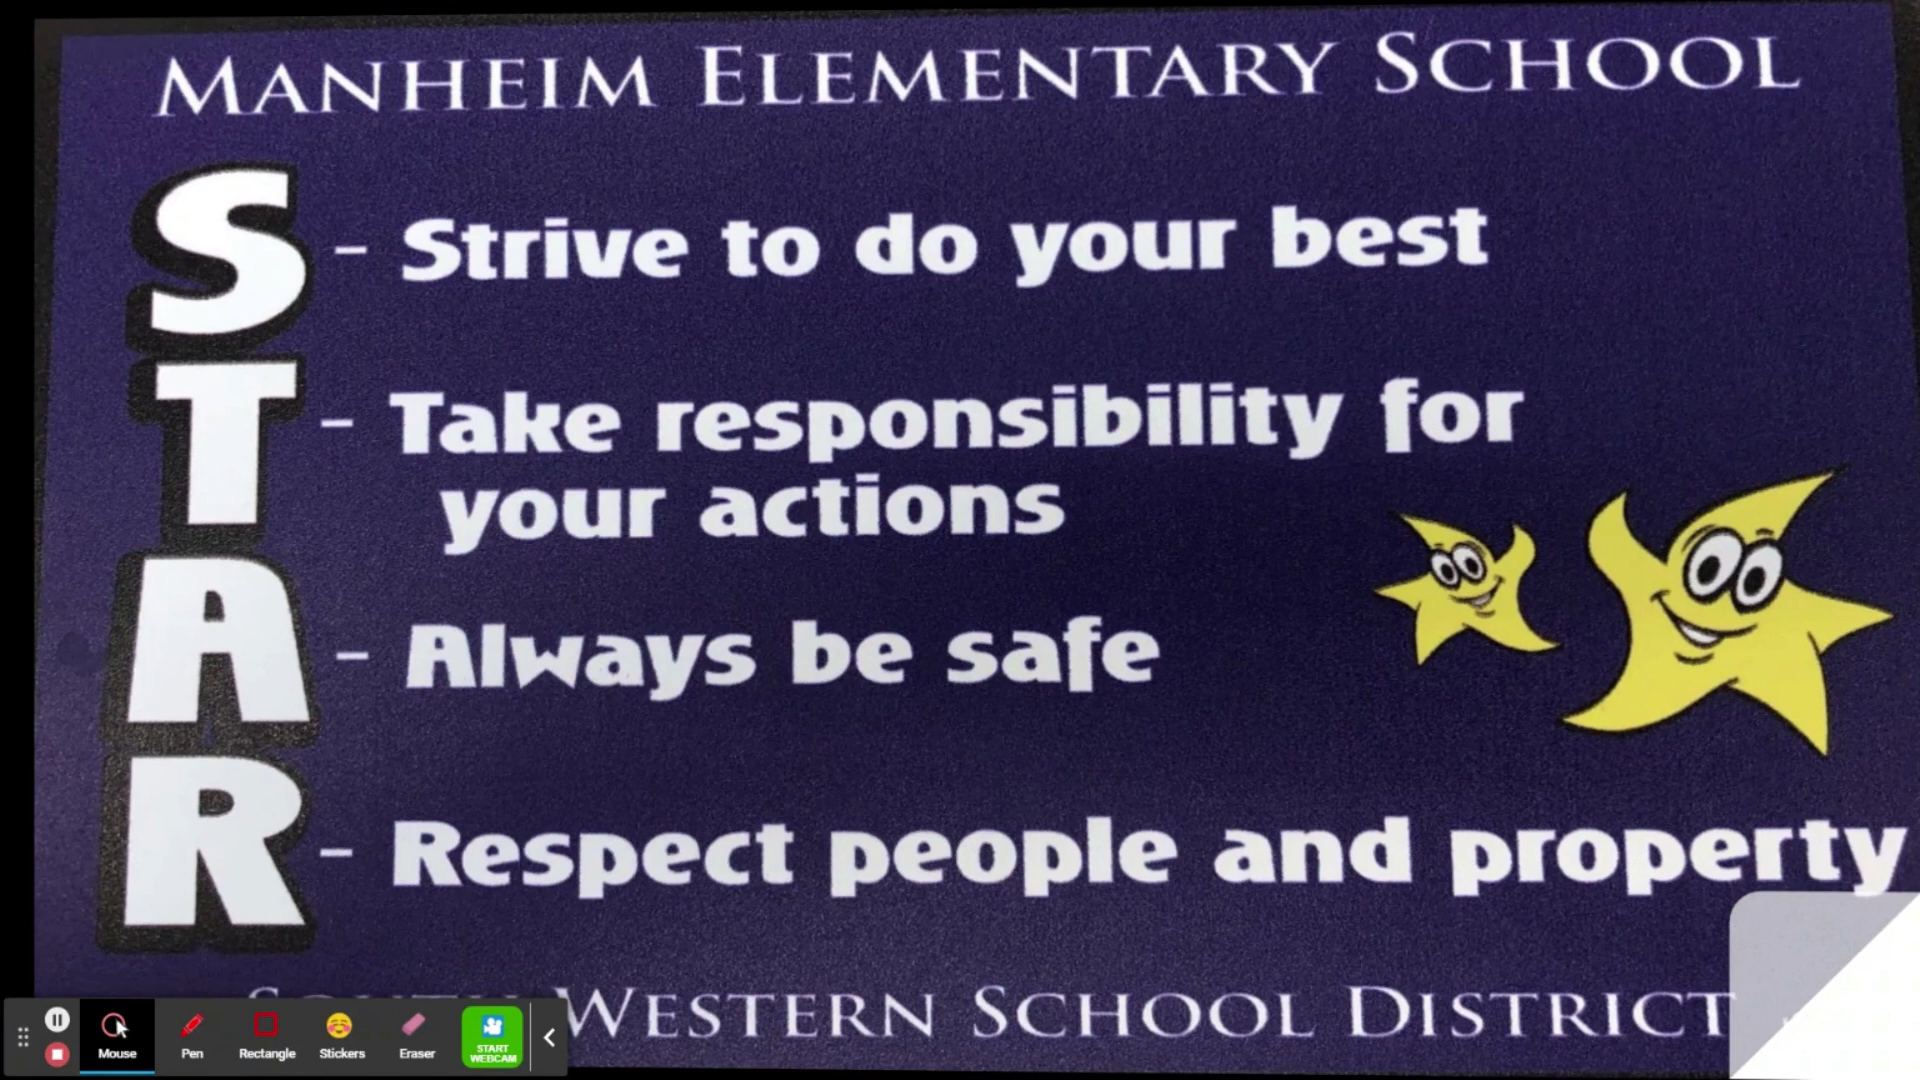 MANHEIM ELEMENTARY SCHOOL
S - Strive to do your best
T - Take responsibility for
your actions
A - Always be safe
R - Respect people and property
SOUTH WESTERN SCHOOL DISTRICT
Mouse
Pen
Rectangle
Stickers
Eraser
START
WEBCAM